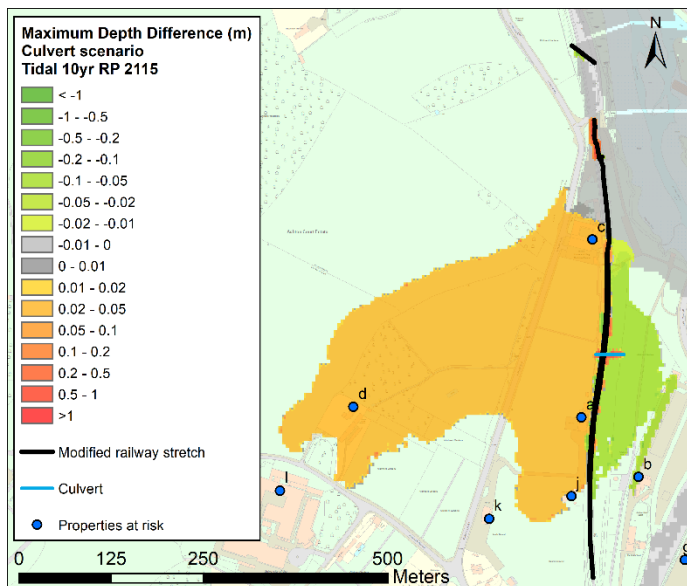 Maximum Depth Difference (m)
Culvert scenario
Tidal 10yr RP 2115
< -1
-1 - -0.5
-0.5 - -0.2
-0.2 - -0.1
-0.1 - -0.05
-0.05 - -0.02
-0.02 - -0.01
-0.01 - 0
0 - 0.01
0.01 - 0.02
0.02 - 0.05
0.05 - 0.1
0.1 - 0.2
0.2 - 0.5
0.5 - 1
>1
Modified railway stretch
Culvert
Properties at risk
0 125 250 500
Meters
N
c
d
a
b
l
j
k